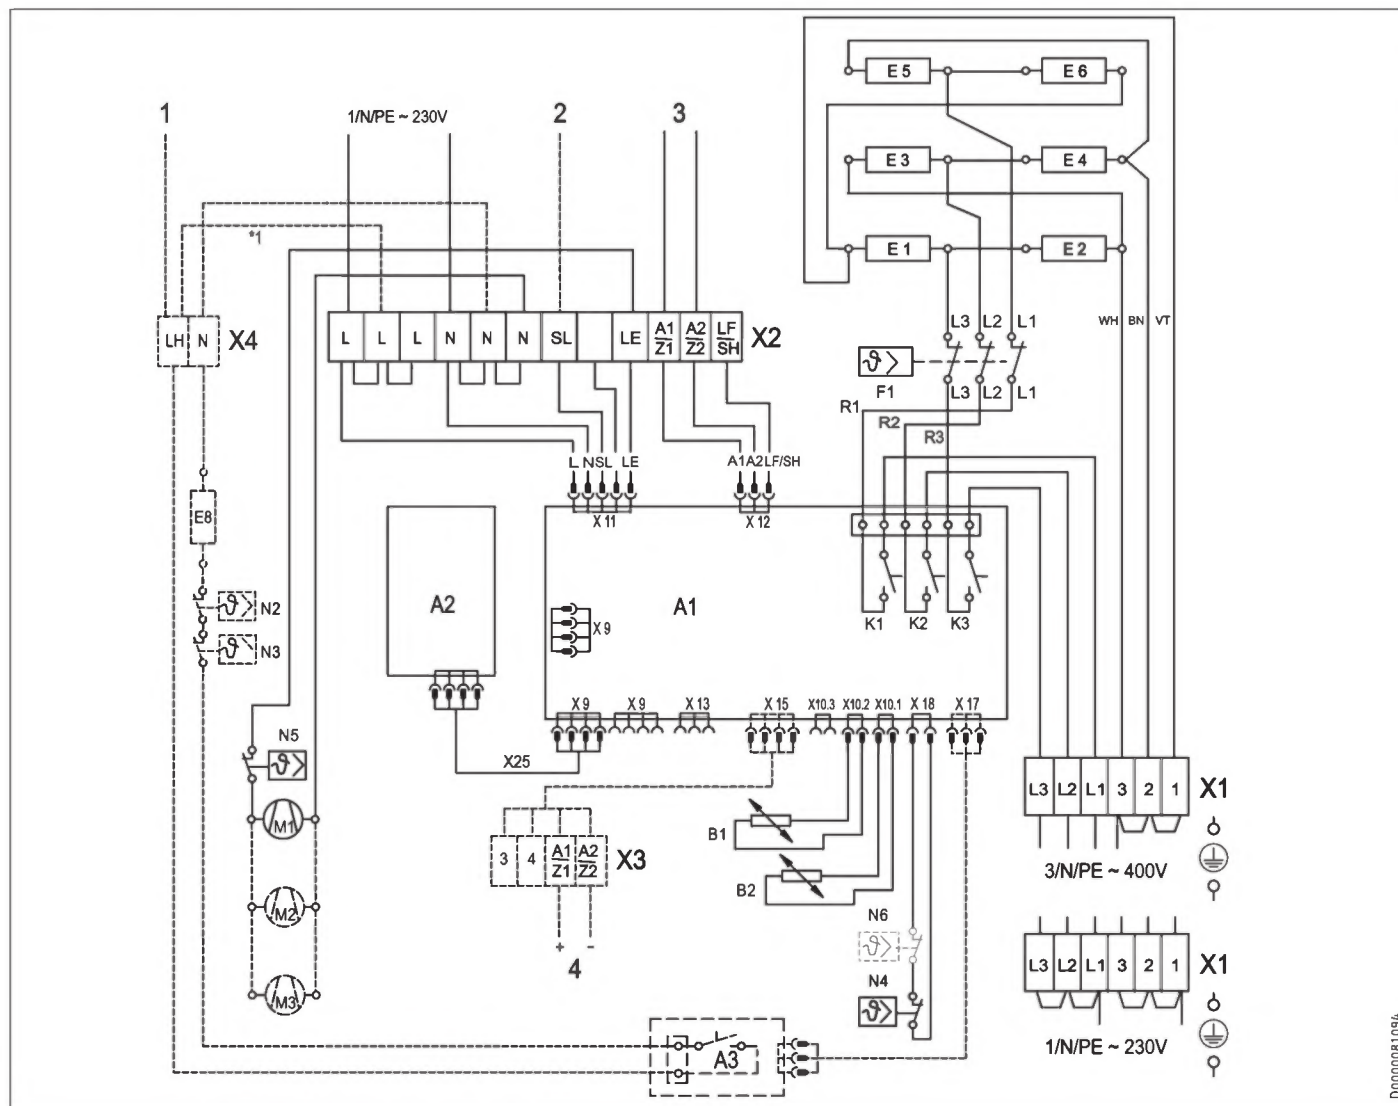 E 5 E 6
1 1/N/PE ~ 230V 2 3
E 3 E 4
*1
E 1 E 2
WH BN VT
L3 L2 L1
LH N X4
L L L N N N SL LE A1/Z1 A2/Z2 LF/SH X2
F1
L3 L2 L1
R1
R2
R3
L N SL LE A1 A2 LF/SH
X 11 X 12
E8
A2 A1
N2
X 9
K1 K2 K3
N3
X 9 X 9 X 13 X 15 X10.3 X10.2 X10.1 X 18 X 17
N5
X25
L3 L2 L1 3 2 1 X1
M1
B1
3 4 A1/Z1 A2/Z2 X3
3/N/PE ~ 400V
B2
M2
N6
+ -
4
L3 L2 L1 3 2 1 X1
N4
M3
1/N/PE ~ 230V
A3
D0000081094